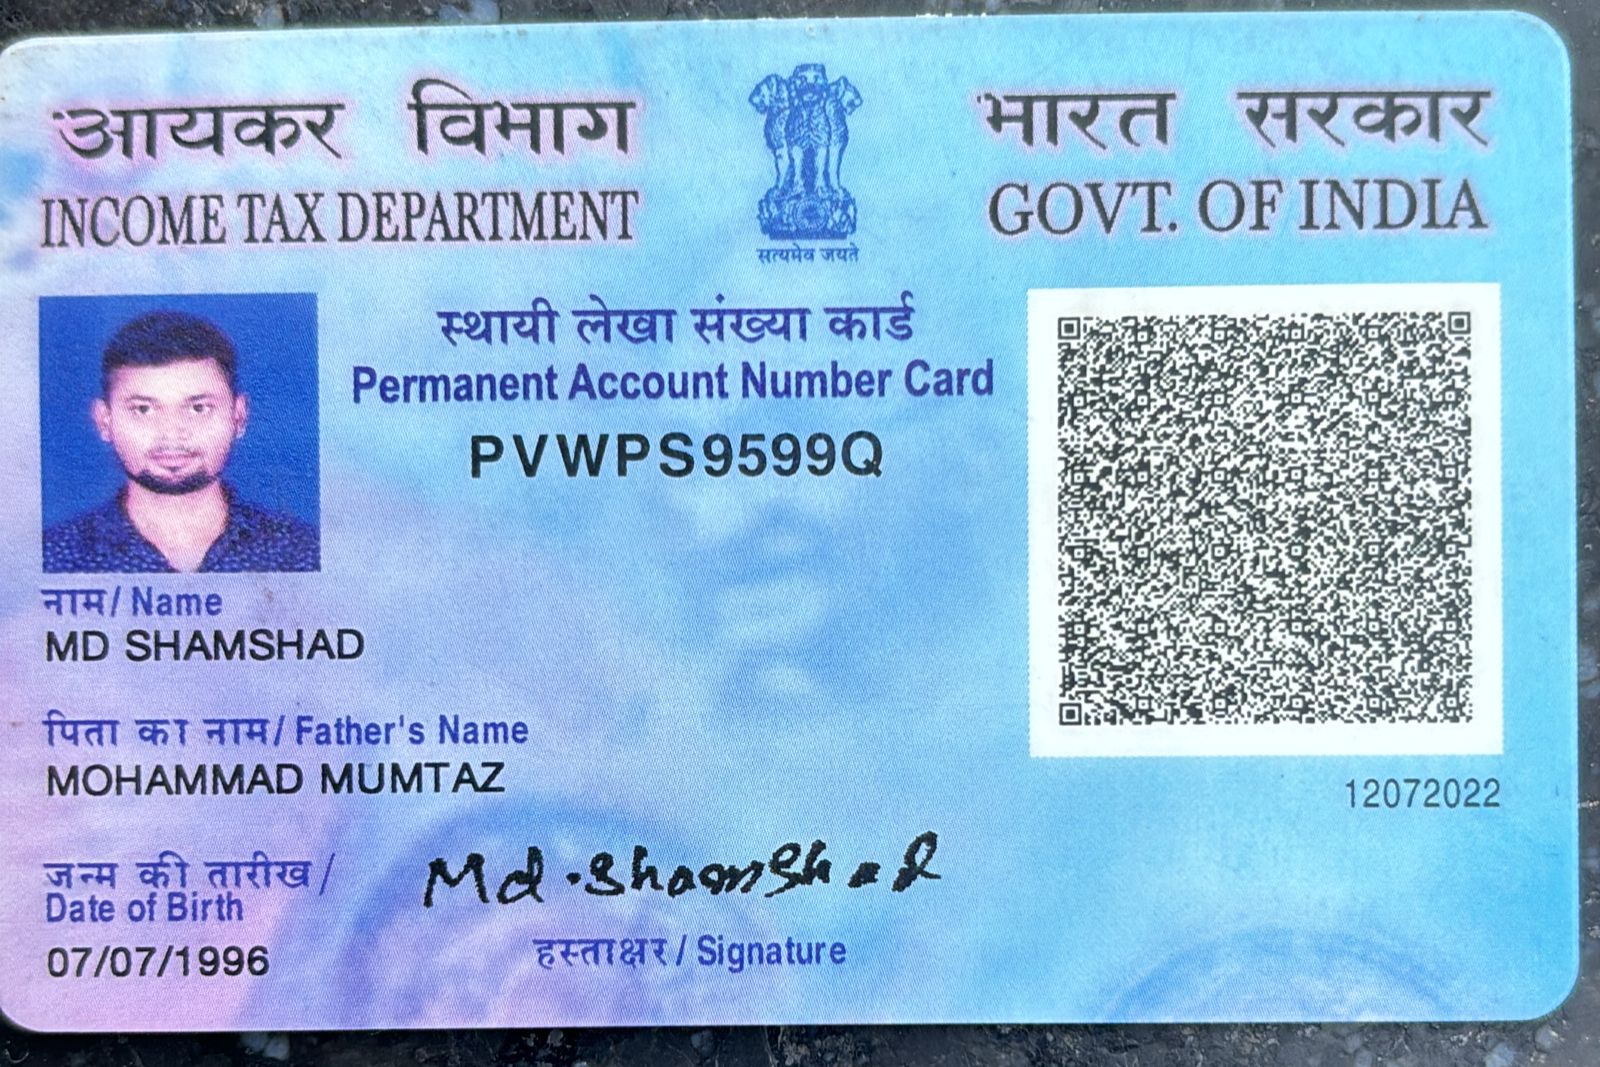 आयकर विभाग
INCOME TAX DEPARTMENT
सत्यमेव जयते
भारत सरकार
GOVT. OF INDIA
स्थायी लेखा संख्या कार्ड
Permanent Account Number Card
PVWPS9599Q
नाम/ Name
MD SHAMSHAD
पिता का नाम/ Father's Name
MOHAMMAD MUMTAZ
12072022
जन्म की तारीख/
Date of Birth
07/07/1996
Md. Shamshad
हस्ताक्षर/ Signature